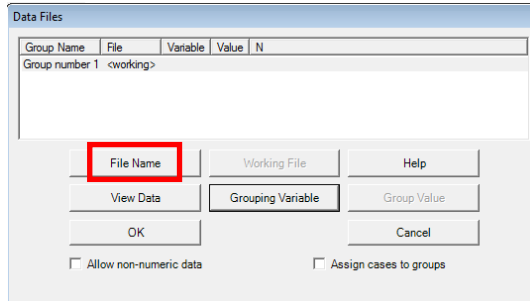 Data Files
Group Name File Variable Value N
Group number 1 <working>
File Name Working File Help
View Data Grouping Variable Group Value
OK Cancel
Allow non-numeric data Assign cases to groups